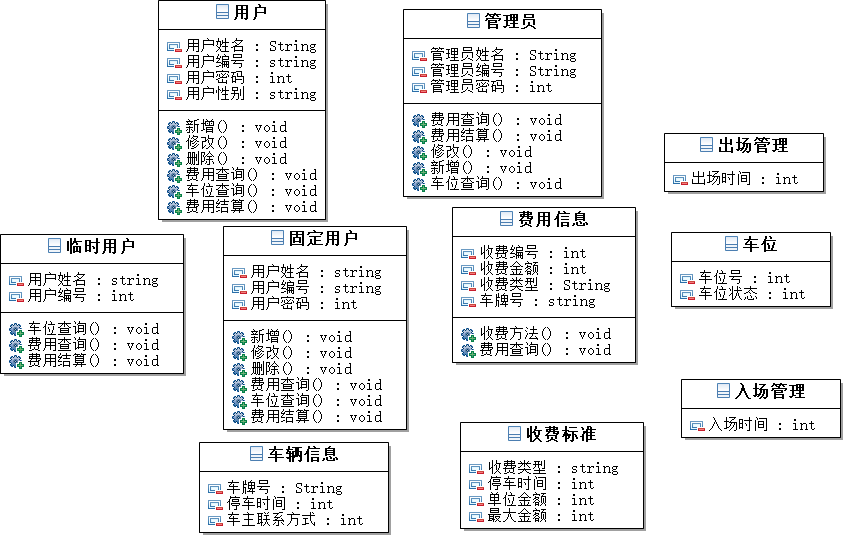 用户
用户姓名 : String
用户编号 : string
用户密码 : int
用户性别 : string
新增() : void
修改() : void
删除() : void
费用查询() : void
车位查询() : void
费用结算() : void
管理员
管理员姓名 : String
管理员编号 : String
管理员密码 : int
费用查询() : void
费用结算() : void
修改() : void
新增() : void
车位查询() : void
出场管理
出场时间 : int
临时用户
用户姓名 : string
用户编号 : int
车位查询() : void
费用查询() : void
费用结算() : void
固定用户
用户姓名 : string
用户编号 : string
用户密码 : int
新增() : void
修改() : void
删除() : void
费用查询() : void
车位查询() : void
费用结算() : void
费用信息
收费编号 : int
收费金额 : int
收费类型 : String
车牌号 : string
收费方法() : void
费用查询() : void
车位
车位号 : int
车位状态 : int
入场管理
入场时间 : int
车辆信息
车牌号 : String
停车时间 : int
车主联系方式 : int
收费标准
收费类型 : string
停车时间 : int
单位金额 : int
最大金额 : int